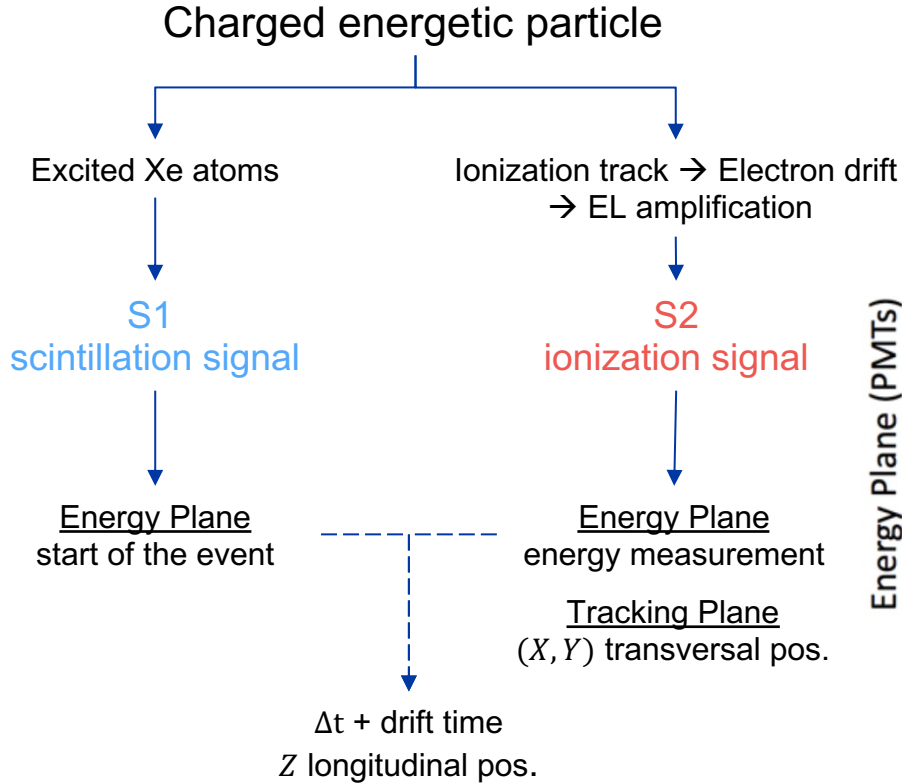 Charged energetic particle
Excited Xe atoms
Ionization track → Electron drift
→ EL amplification
S1
scintillation signal
S2
ionization signal
Energy Plane
start of the event
Energy Plane
energy measurement
Tracking Plane
(X, Y) transversal pos.
Δt + drift time
Z longitudinal pos.
Energy Plane (PMTs)